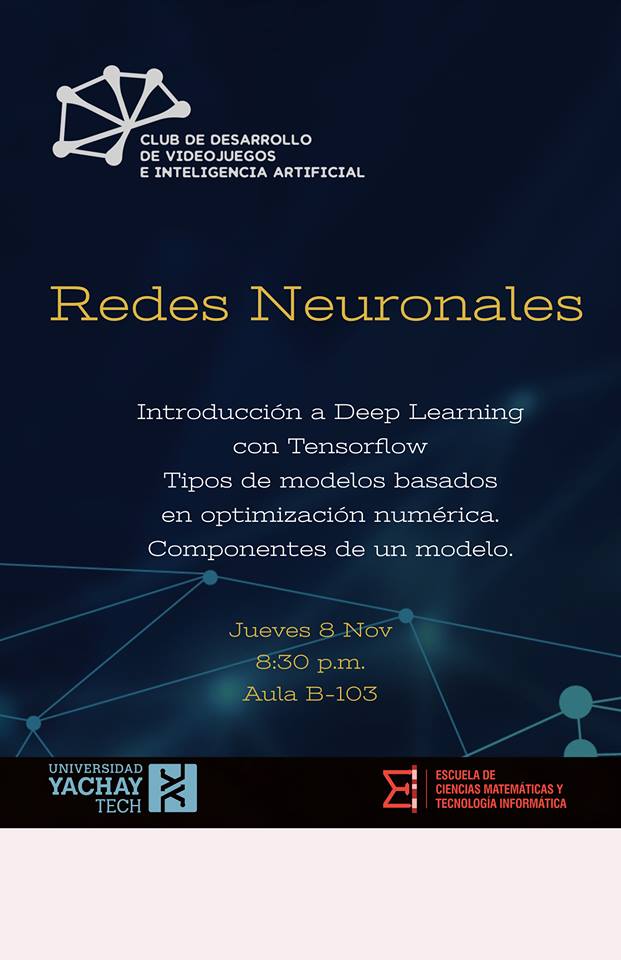 CLUB DE DESARROLLO
DE VIDEOJUEGOS
E INTELIGENCIA ARTIFICIAL
Redes Neuronales
Introducción a Deep Learning
con Tensorflow
Tipos de modelos basados
en optimización numérica.
Componentes de un modelo.
Jueves 8 Nov
8:30 p.m.
Aula B-103
UNIVERSIDAD
YACHAY
TECH
ESCUELA DE
CIENCIAS MATEMÁTICAS Y
TECNOLOGÍA INFORMÁTICA